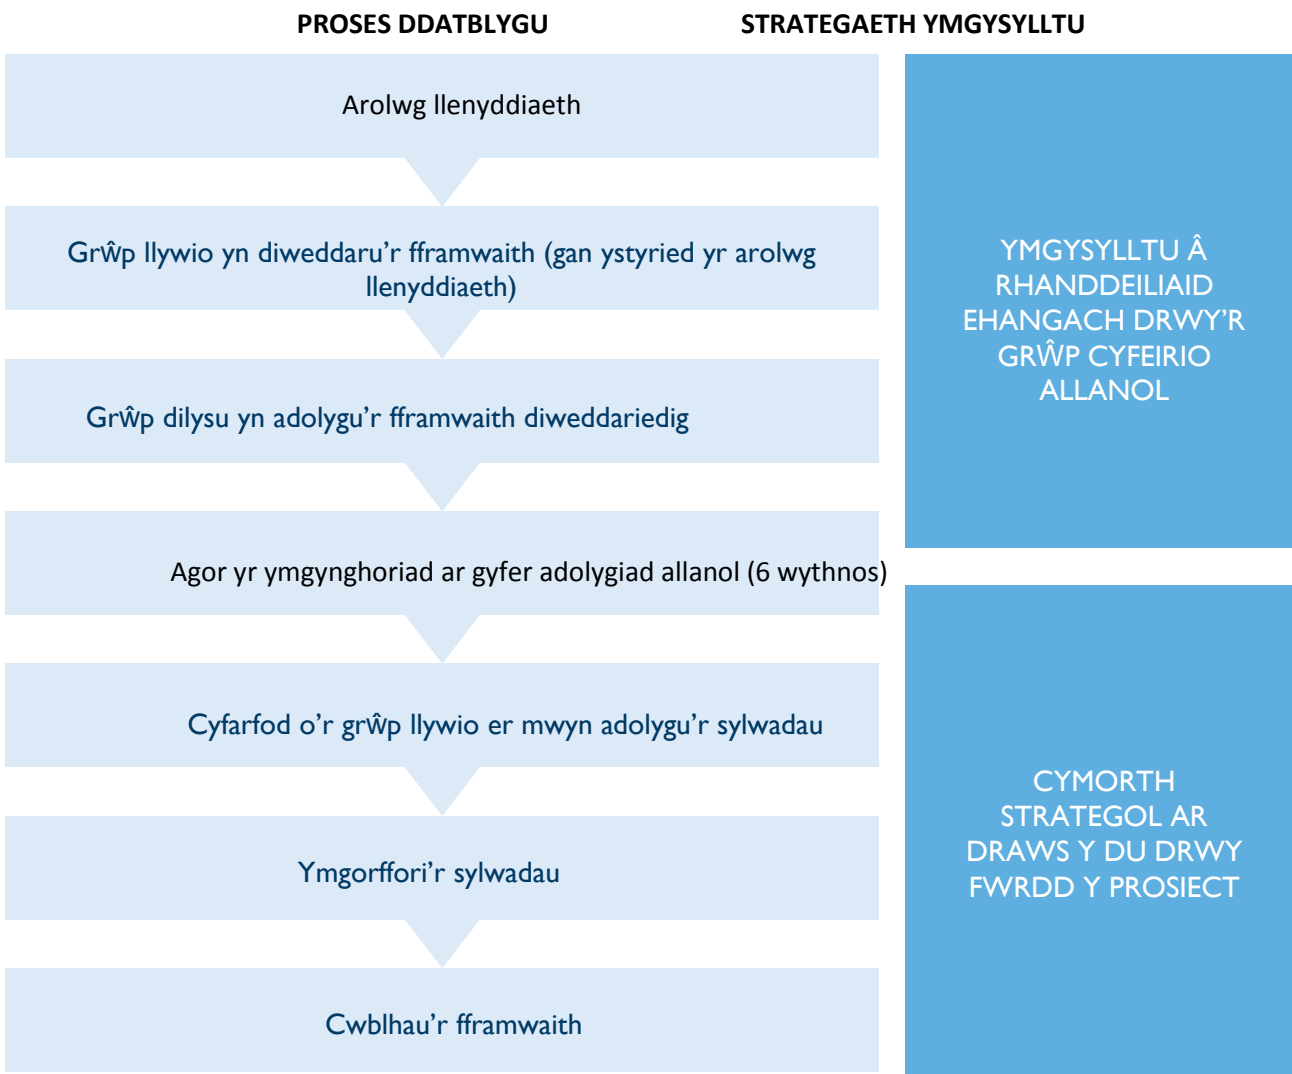 PROSES DDATBLYGU
STRATEGAETH YMGYSYLLTU
Arolwg llenyddiaeth
Grŵp llywio yn diweddaru’r fframwaith (gan ystyried yr arolwg
llenyddiaeth)
Grŵp dilysu yn adolygu’r fframwaith diweddariedig
Agor yr ymgynghoriad ar gyfer adolygiad allanol (6 wythnos)
Cyfarfod o’r grŵp llywio er mwyn adolygu’r sylwadau
Ymgorffori’r sylwadau
Cwblhau’r fframwaith
YMGYSYLLTU Â
RHANDDEILIAID
EHANGACH DRWY’R
GRŴP CYFEIRIO
ALLANOL
CYMORTH
STRATEGOL AR
DRAWS Y DU DRWY
FWRDD Y PROSIECT